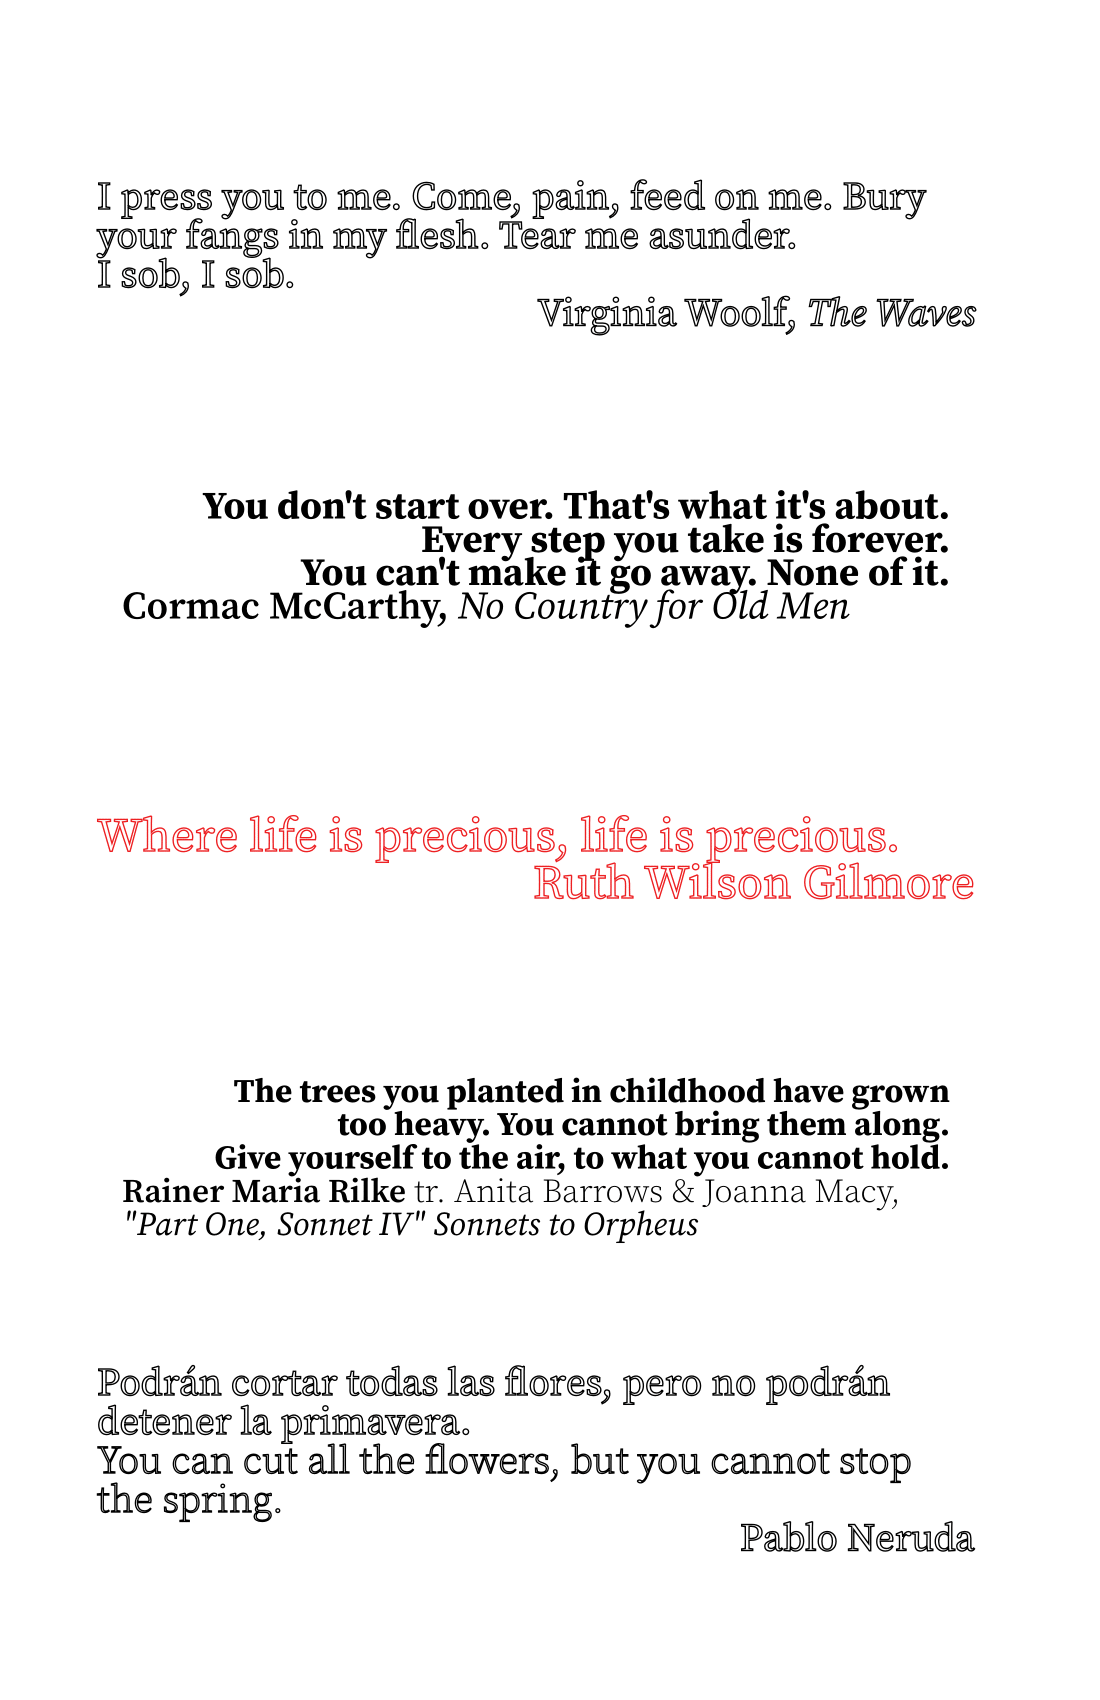 I press you to me. Come, pain, feed on me. Bury
your fangs in my flesh. Tear me asunder.
I sob, I sob.
Virginia Woolf, The Waves
You don't start over. That's what it's about.
Every step you take is forever.
You can't make it go away. None of it.
Cormac McCarthy, No Country for Old Men
Where life is precious, life is precious.
Ruth Wilson Gilmore
The trees you planted in childhood have grown
too heavy. You cannot bring them along.
Give yourself to the air, to what you cannot hold.
Rainer Maria Rilke tr. Anita Barrows & Joanna Macy,
"Part One, Sonnet IV" Sonnets to Orpheus
Podrán cortar todas las flores, pero no podrán
detener la primavera.
You can cut all the flowers, but you cannot stop
the spring.
Pablo Neruda